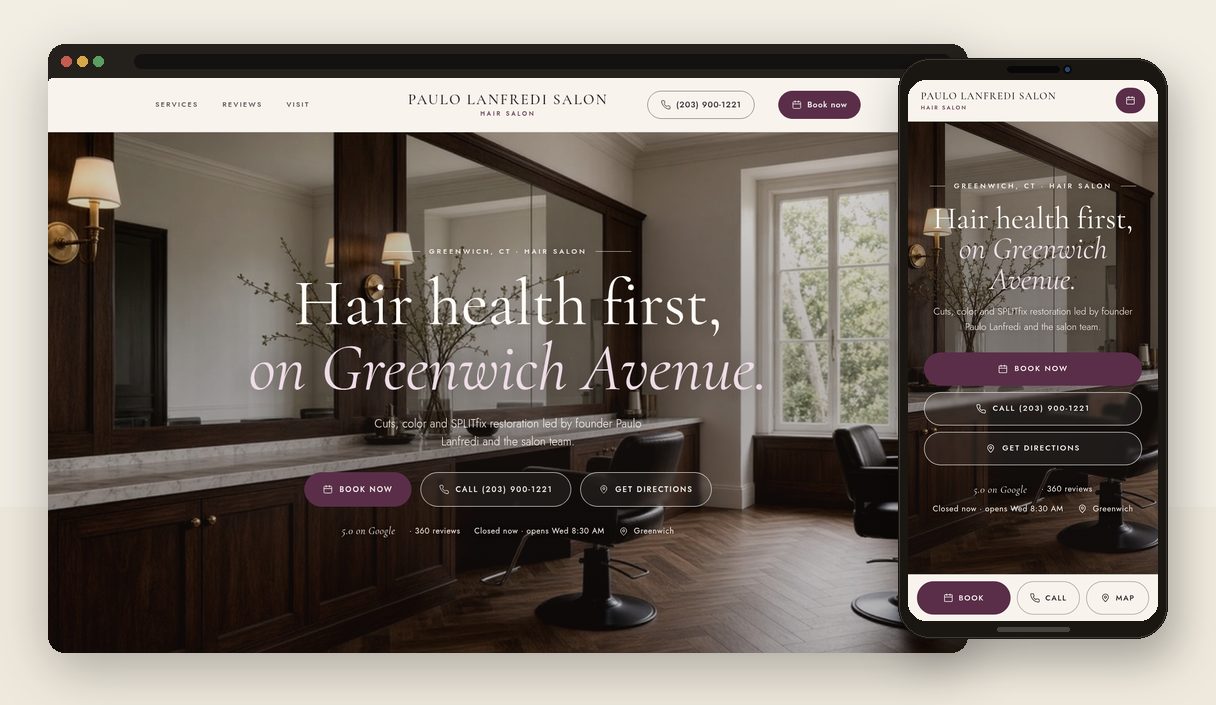 SERVICES REVIEWS VISIT
PAULO LANFREDI SALON
HAIR SALON
(203) 900-1221
Book now
GREENWICH, CT · HAIR SALON
Hair health first,
on Greenwich Avenue.
Cuts, color and SPLITfix restoration led by founder Paulo
Lanfredi and the salon team.
BOOK NOW
CALL (203) 900-1221
GET DIRECTIONS
5.0 on Google · 360 reviews Closed now · opens Wed 8:30 AM Greenwich
PAULO LANFREDI SALON
HAIR SALON
GREENWICH, CT · HAIR SALON
Hair health first,
on Greenwich
Avenue.
Cuts, color and SPLITfix restoration led by founder
Paulo Lanfredi and the salon team.
BOOK NOW
CALL (203) 900-1221
GET DIRECTIONS
5.0 on Google · 360 reviews
Closed now · opens Wed 8:30 AM Greenwich
BOOK
CALL
MAP